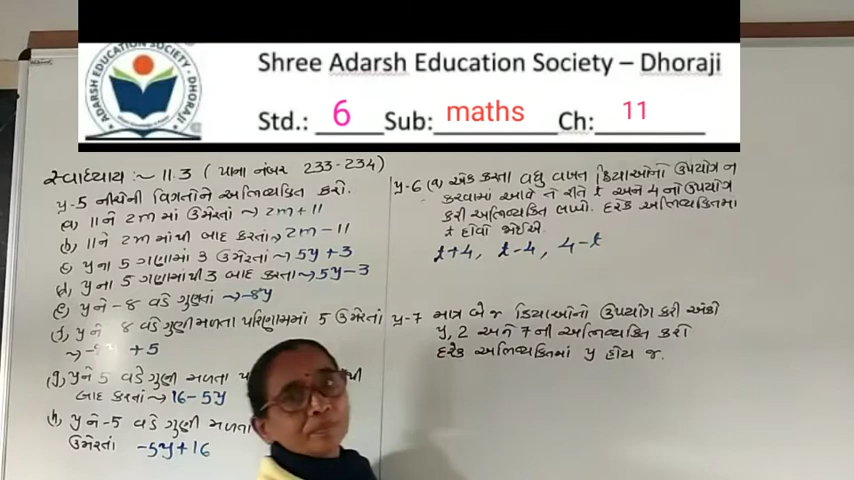 ADARSH EDUCATION SOCIETY - DHORAJI
Shree Adarsh Education Society – Dhoraji
Std.: 6 Sub: maths Ch: 11
સ્વાધ્યાય :~ 11.3 ( પાના નંબર 233-234)
પ્ર-5 નીચેની વિગતોને અભિવ્યક્તિ કરો.
(a) 11ને 2m માં ઉમેરતાં ~ 2m + 11
(b) 11ને 2m માંથી બાદ કરતાં ~ 2m - 11
(c) yના 5 ગણામાં 3 ઉમેરતાં ~ 5y + 3
(d) yના 5 ગણામાંથી 3 બાદ કરતા ~ 5y - 3
(e) yને -8 વડે ગુણતાં ~ -8y
(f) yને 8 વડે ગુણી મળતા પરિણામમાં 5 ઉમેરતાં
~ + 5
(g) yને 5 વડે ગુણી મળતા
બાદ કરતાં ~ 16 - 5y
(h) yને -5 વડે ગુણી મળતા
ઉમેરતાં -5y + 16
પ્ર-6 (a) એક કરતા વધુ વખત ક્રિયાઓનો ઉપયોગ ન
કરવામાં આવે તે રીતે t અને 4 નો ઉપયોગ
કરી અભિવ્યક્તિ લખો. દરેક અભિવ્યક્તિમાં
t હોવો જોઈએ.
t + 4, t - 4, 4 - t
પ્ર-7 માત્ર બે જ ક્રિયાઓનો ઉપયોગ કરી અંકો
y, 2 અને 7ની અભિવ્યક્તિ કરો
દરેક અભિવ્યક્તિમાં y હોય જ.